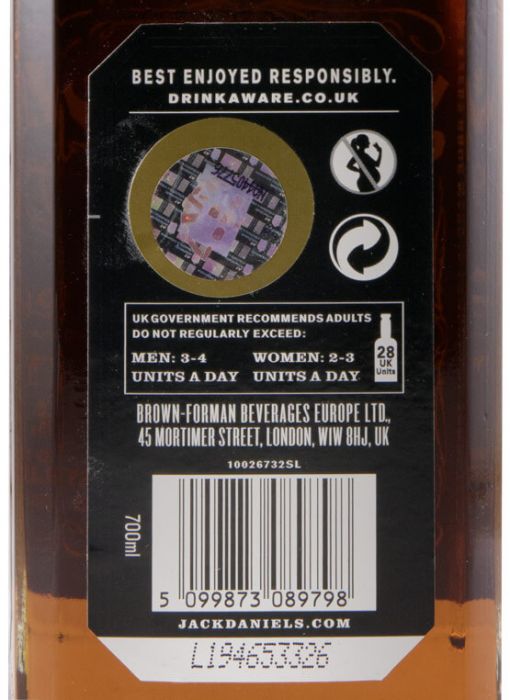 BEST ENJOYED RESPONSIBLY.
DRINKAWARE.CO.UK
UK GOVERNMENT RECOMMENDS ADULTS
DO NOT REGULARLY EXCEED:
MEN: 3-4 WOMEN: 2-3
UNITS A DAY UNITS A DAY
28
UK
Units
BROWN-FORMAN BEVERAGES EUROPE LTD.,
45 MORTIMER STREET, LONDON, W1W 8HJ, UK
10026732SL
700ml
5 099873 089798
JACKDANIELS.COM
L194653326